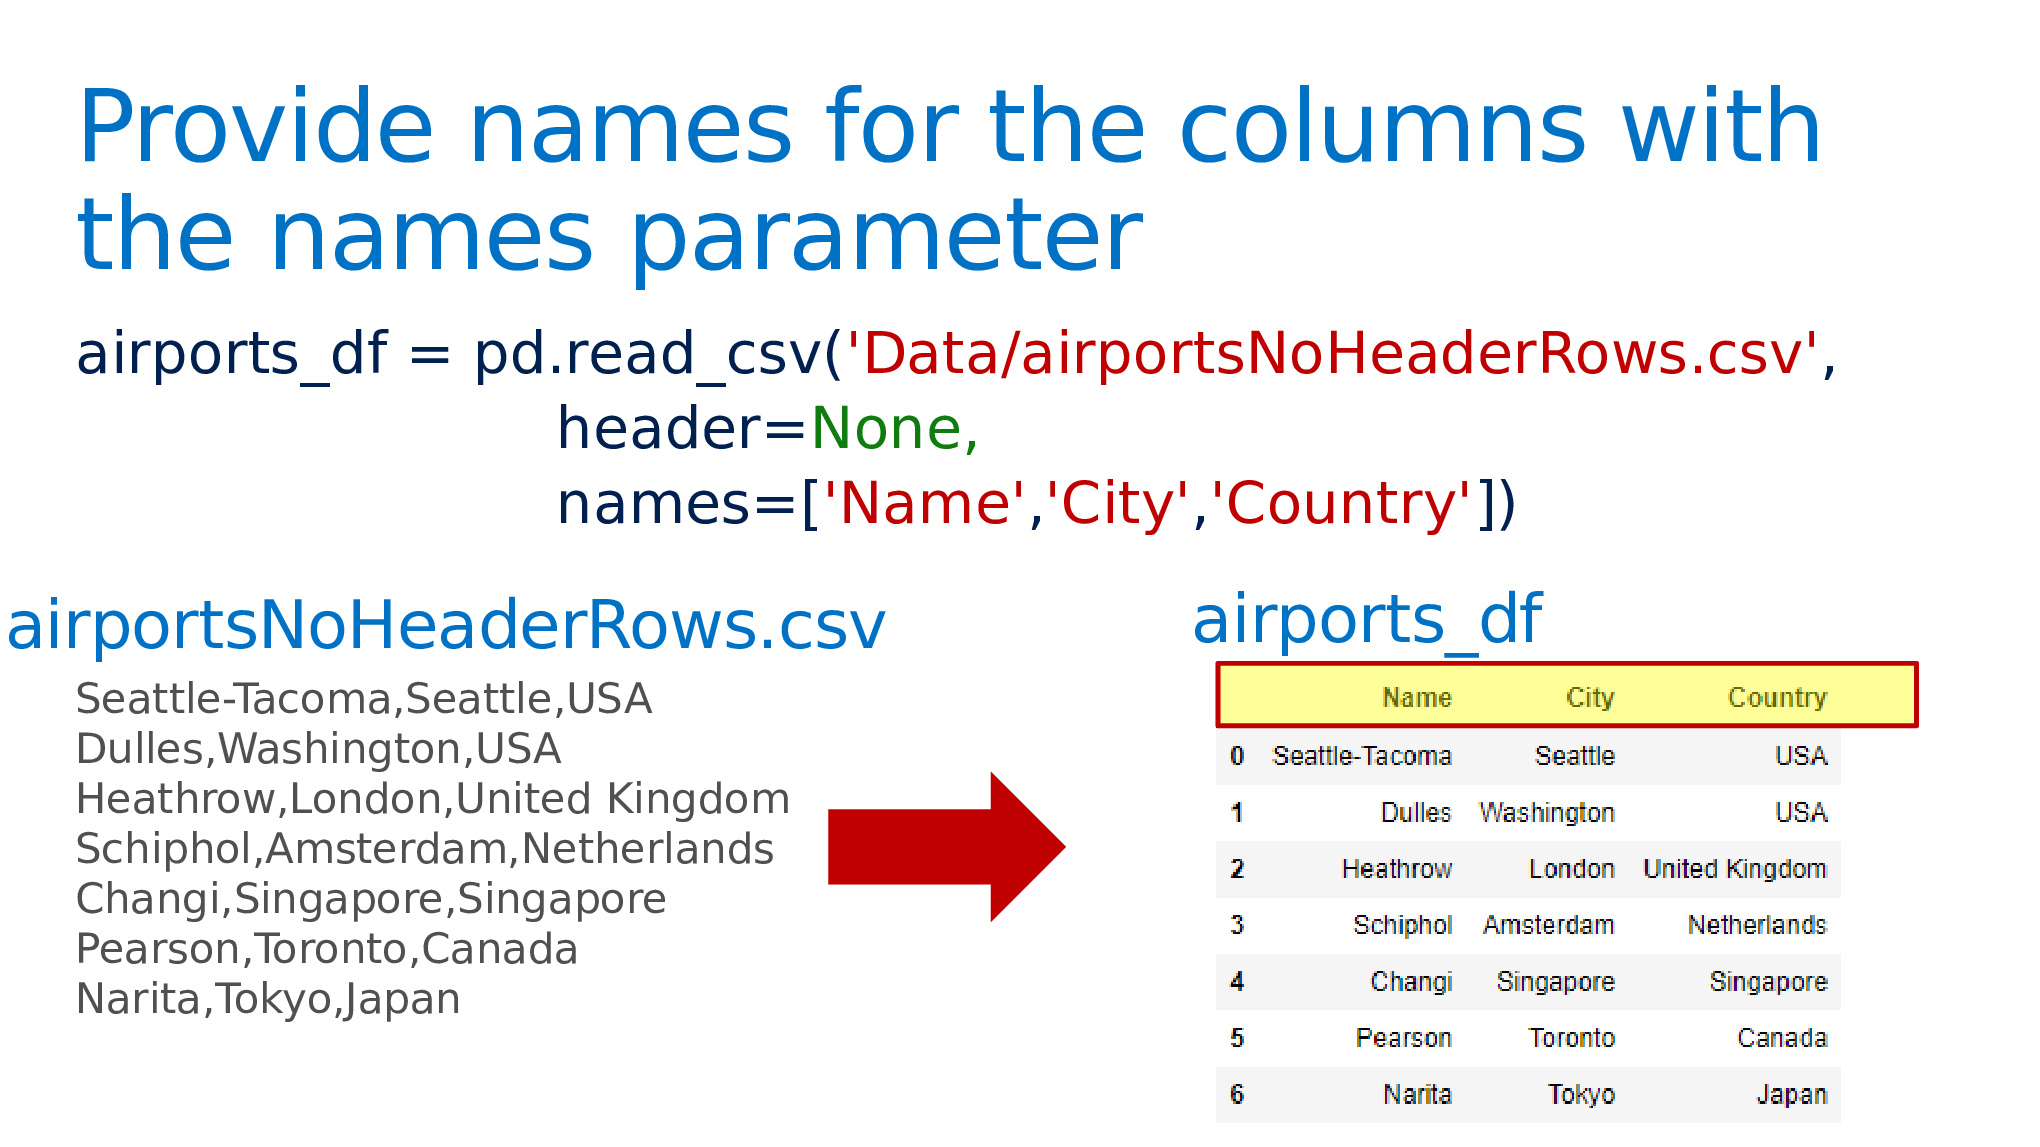 Provide names for the columns with
the names parameter
airports_df = pd.read_csv('Data/airportsNoHeaderRows.csv',
header=None,
names=['Name','City','Country'])
airportsNoHeaderRows.csv
Seattle-Tacoma,Seattle,USA
Dulles,Washington,USA
Heathrow,London,United Kingdom
Schiphol,Amsterdam,Netherlands
Changi,Singapore,Singapore
Pearson,Toronto,Canada
Narita,Tokyo,Japan
airports_df
Name City Country
0 Seattle-Tacoma Seattle USA
1 Dulles Washington USA
2 Heathrow London United Kingdom
3 Schiphol Amsterdam Netherlands
4 Changi Singapore Singapore
5 Pearson Toronto Canada
6 Narita Tokyo Japan